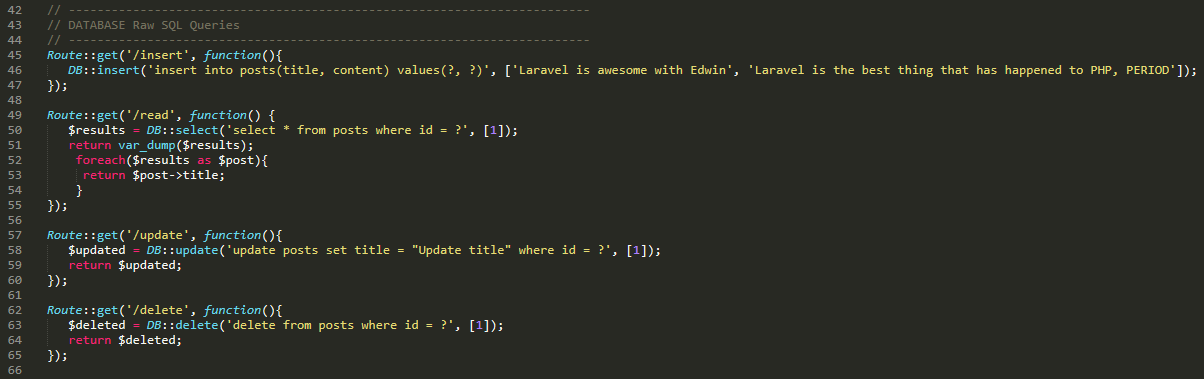 42 // -------------------------------------------------------------------------
43 // DATABASE Raw SQL Queries
44 // -------------------------------------------------------------------------
45 Route::get('/insert', function(){
46 DB::insert('insert into posts(title, content) values(?, ?)', ['Laravel is awesome with Edwin', 'Laravel is the best thing that has happened to PHP, PERIOD']);
47 });
48
49 Route::get('/read', function() {
50 $results = DB::select('select * from posts where id = ?', [1]);
51 return var_dump($results);
52 foreach($results as $post){
53 return $post->title;
54 }
55 });
56
57 Route::get('/update', function(){
58 $updated = DB::update('update posts set title = "Update title" where id = ?', [1]);
59 return $updated;
60 });
61
62 Route::get('/delete', function(){
63 $deleted = DB::delete('delete from posts where id = ?', [1]);
64 return $deleted;
65 });
66